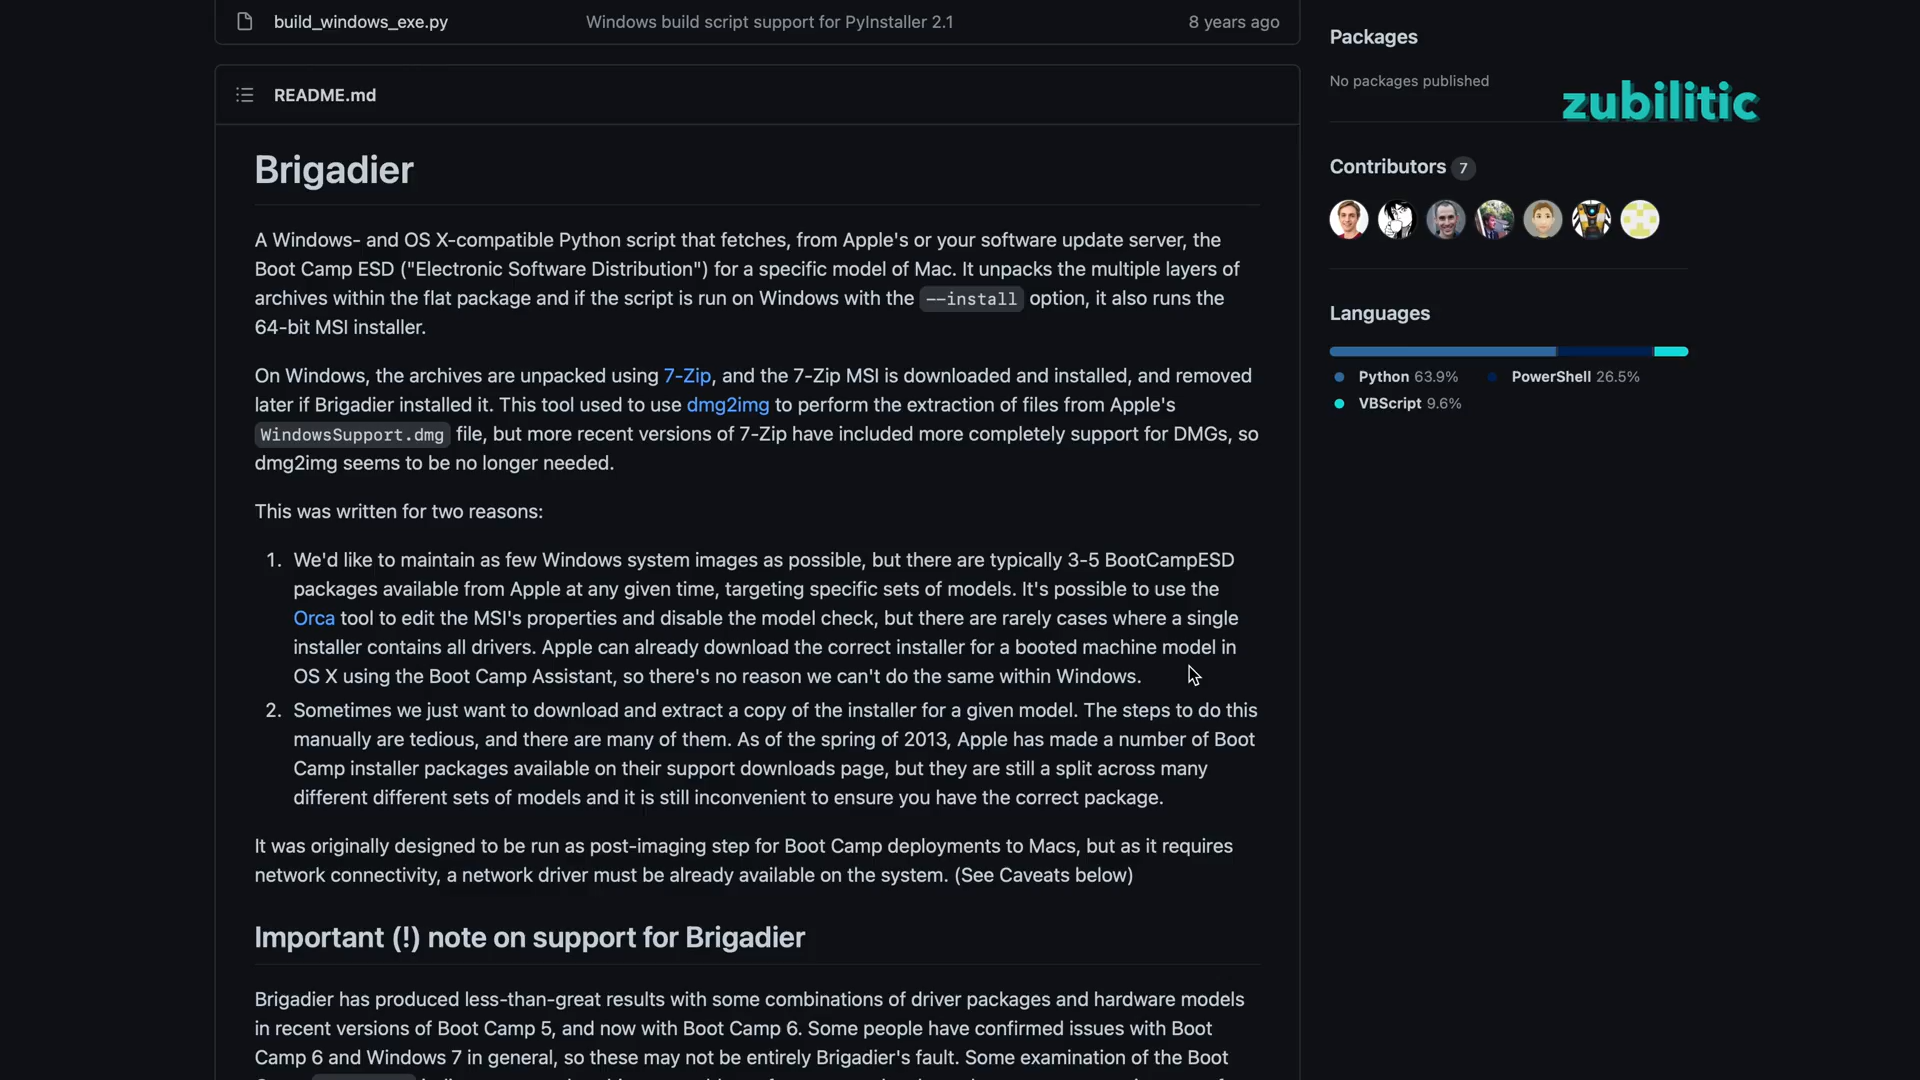 build_windows_exe.py Windows build script support for PyInstaller 2.1 8 years ago
README.md
Brigadier
A Windows- and OS X-compatible Python script that fetches, from Apple's or your software update server, the
Boot Camp ESD ("Electronic Software Distribution") for a specific model of Mac. It unpacks the multiple layers of
archives within the flat package and if the script is run on Windows with the --install option, it also runs the
64-bit MSI installer.
On Windows, the archives are unpacked using 7-Zip, and the 7-Zip MSI is downloaded and installed, and removed
later if Brigadier installed it. This tool used to use dmg2img to perform the extraction of files from Apple's
WindowsSupport.dmg file, but more recent versions of 7-Zip have included more completely support for DMGs, so
dmg2img seems to be no longer needed.
This was written for two reasons:
1. We'd like to maintain as few Windows system images as possible, but there are typically 3-5 BootCampESD
packages available from Apple at any given time, targeting specific sets of models. It's possible to use the
Orca tool to edit the MSI's properties and disable the model check, but there are rarely cases where a single
installer contains all drivers. Apple can already download the correct installer for a booted machine model in
OS X using the Boot Camp Assistant, so there's no reason we can't do the same within Windows.
2. Sometimes we just want to download and extract a copy of the installer for a given model. The steps to do this
manually are tedious, and there are many of them. As of the spring of 2013, Apple has made a number of Boot
Camp installer packages available on their support downloads page, but they are still a split across many
different different sets of models and it is still inconvenient to ensure you have the correct package.
It was originally designed to be run as post-imaging step for Boot Camp deployments to Macs, but as it requires
network connectivity, a network driver must be already available on the system. (See Caveats below)
Important (!) note on support for Brigadier
Brigadier has produced less-than-great results with some combinations of driver packages and hardware models
in recent versions of Boot Camp 5, and now with Boot Camp 6. Some people have confirmed issues with Boot
Camp 6 and Windows 7 in general, so these may not be entirely Brigadier's fault. Some examination of the Boot
Packages
No packages published
zubilitic
Contributors 7
Languages
Python 63.9% PowerShell 26.5%
VBScript 9.6%